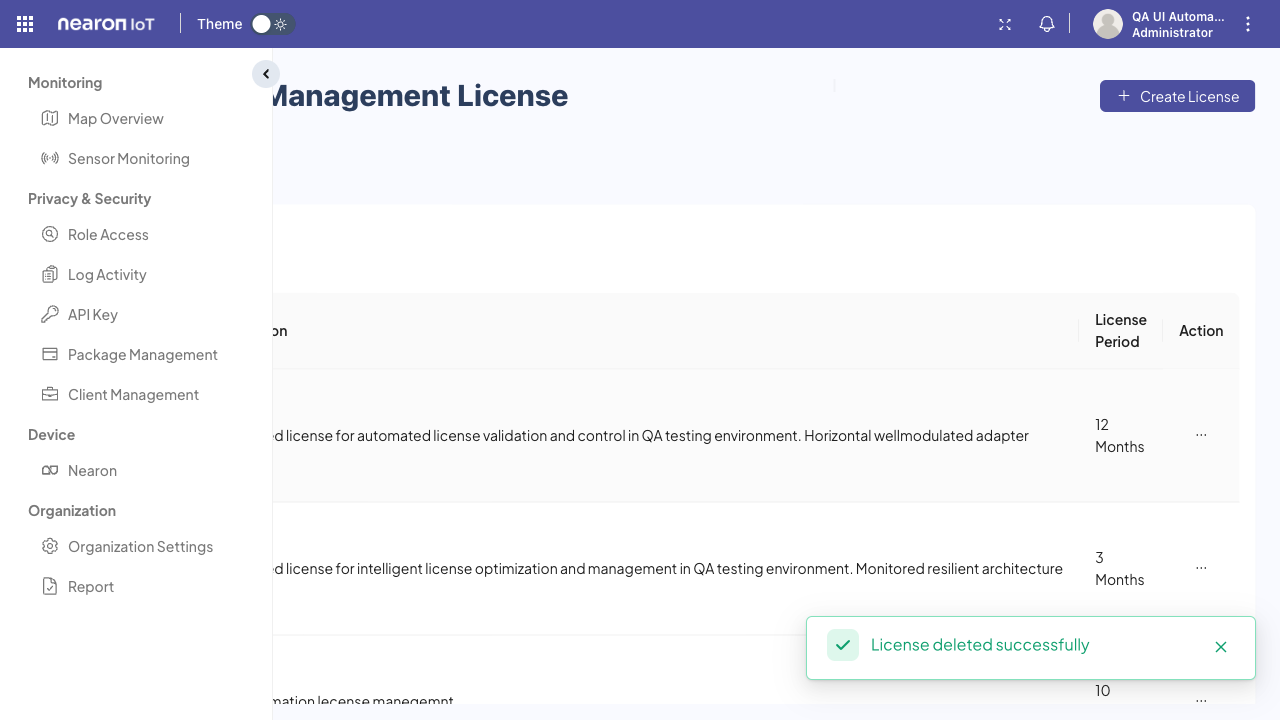 nearon IoT
Theme
QA UI Automa...
Administrator
Monitoring
Map Overview
Sensor Monitoring
Privacy & Security
Role Access
Log Activity
API Key
Package Management
Client Management
Device
Nearon
Organization
Organization Settings
Report
Management License
Create License
on
License
Period
Action
ed license for automated license validation and control in QA testing environment. Horizontal wellmodulated adapter
12
Months
...
ed license for intelligent license optimization and management in QA testing environment. Monitored resilient architecture
3
Months
...
mation lecense managemnt
10
...
License deleted successfully